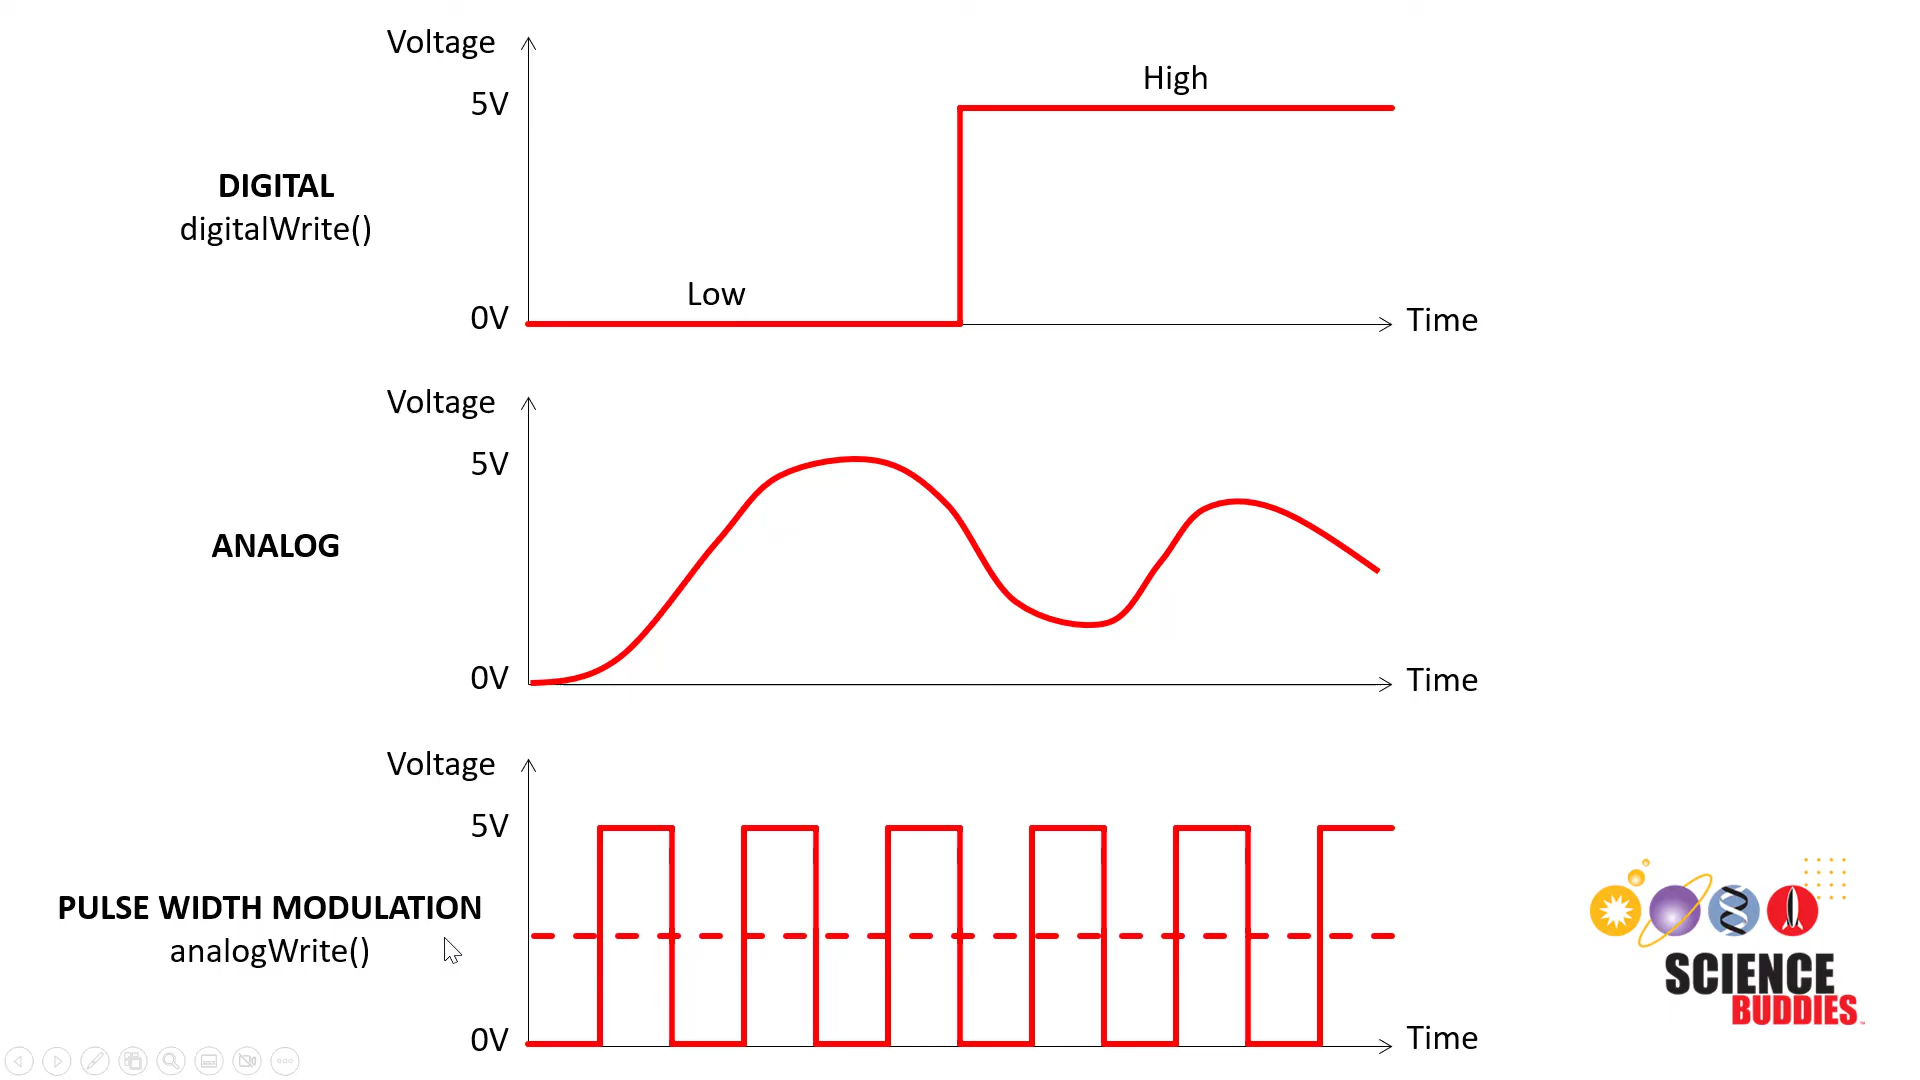 Voltage
5V
High
DIGITAL
digitalWrite()
Low
0V
Time
Voltage
5V
ANALOG
0V
Time
Voltage
5V
PULSE WIDTH MODULATION
analogWrite()
0V
Time
SCIENCE
BUDDIES